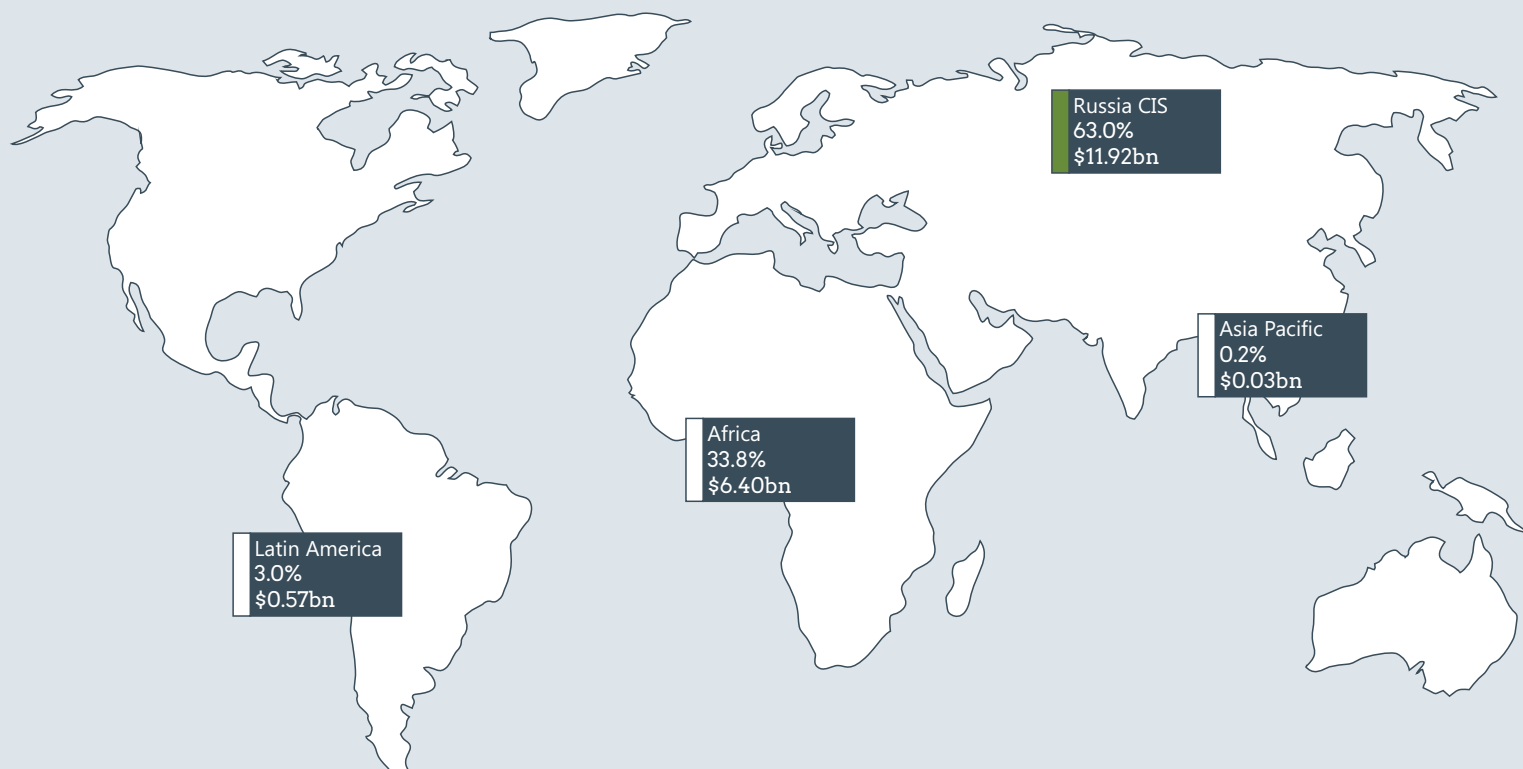 Russia CIS
63.0%
$11.92bn
Asia Pacific
0.2%
$0.03bn
Africa
33.8%
$6.40bn
Latin America
3.0%
$0.57bn